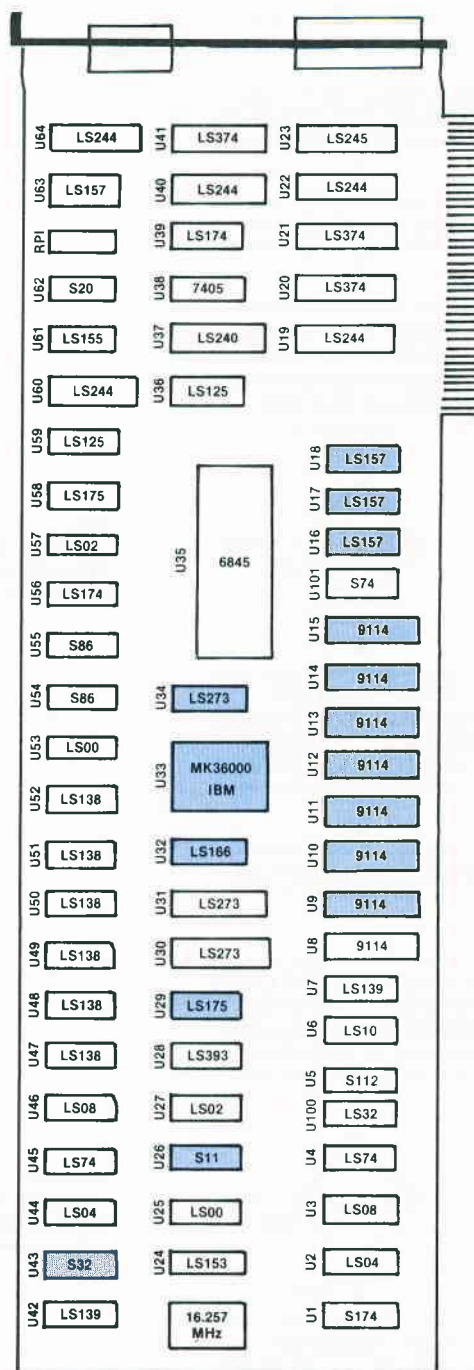 U64 LS244 U41 LS374 U23 LS245
U63 LS157 U40 LS244 U22 LS244
RPI U39 LS174 U21 LS374
U62 S20 U38 7405 U20 LS374
U61 LS155 U37 LS240 U19 LS244
U60 LS244 U36 LS125
U59 LS125 U18 LS157
U58 LS175 U17 LS157
U57 LS02 U35 6845 U16 LS157
U56 LS174 U101 S74
U55 S86 U15 9114
U54 S86 U34 LS273 U14 9114
U53 LS00 U13 9114
U33 MK36000
IBM
U12 9114
U52 LS138 U11 9114
U51 LS138 U32 LS166 U10 9114
U50 LS138 U31 LS273 U9 9114
U49 LS138 U30 LS273 U8 9114
U48 LS138 U29 LS175 U7 LS139
U47 LS138 U28 LS393 U6 LS10
U5 S112
U46 LS08 U27 LS02 U100 LS32
U45 LS74 U26 S11 U4 LS74
U44 LS04 U25 LS00 U3 LS08
U43 S32 U24 LS153 U2 LS04
U42 LS139 16.257
MHz
U1 S174